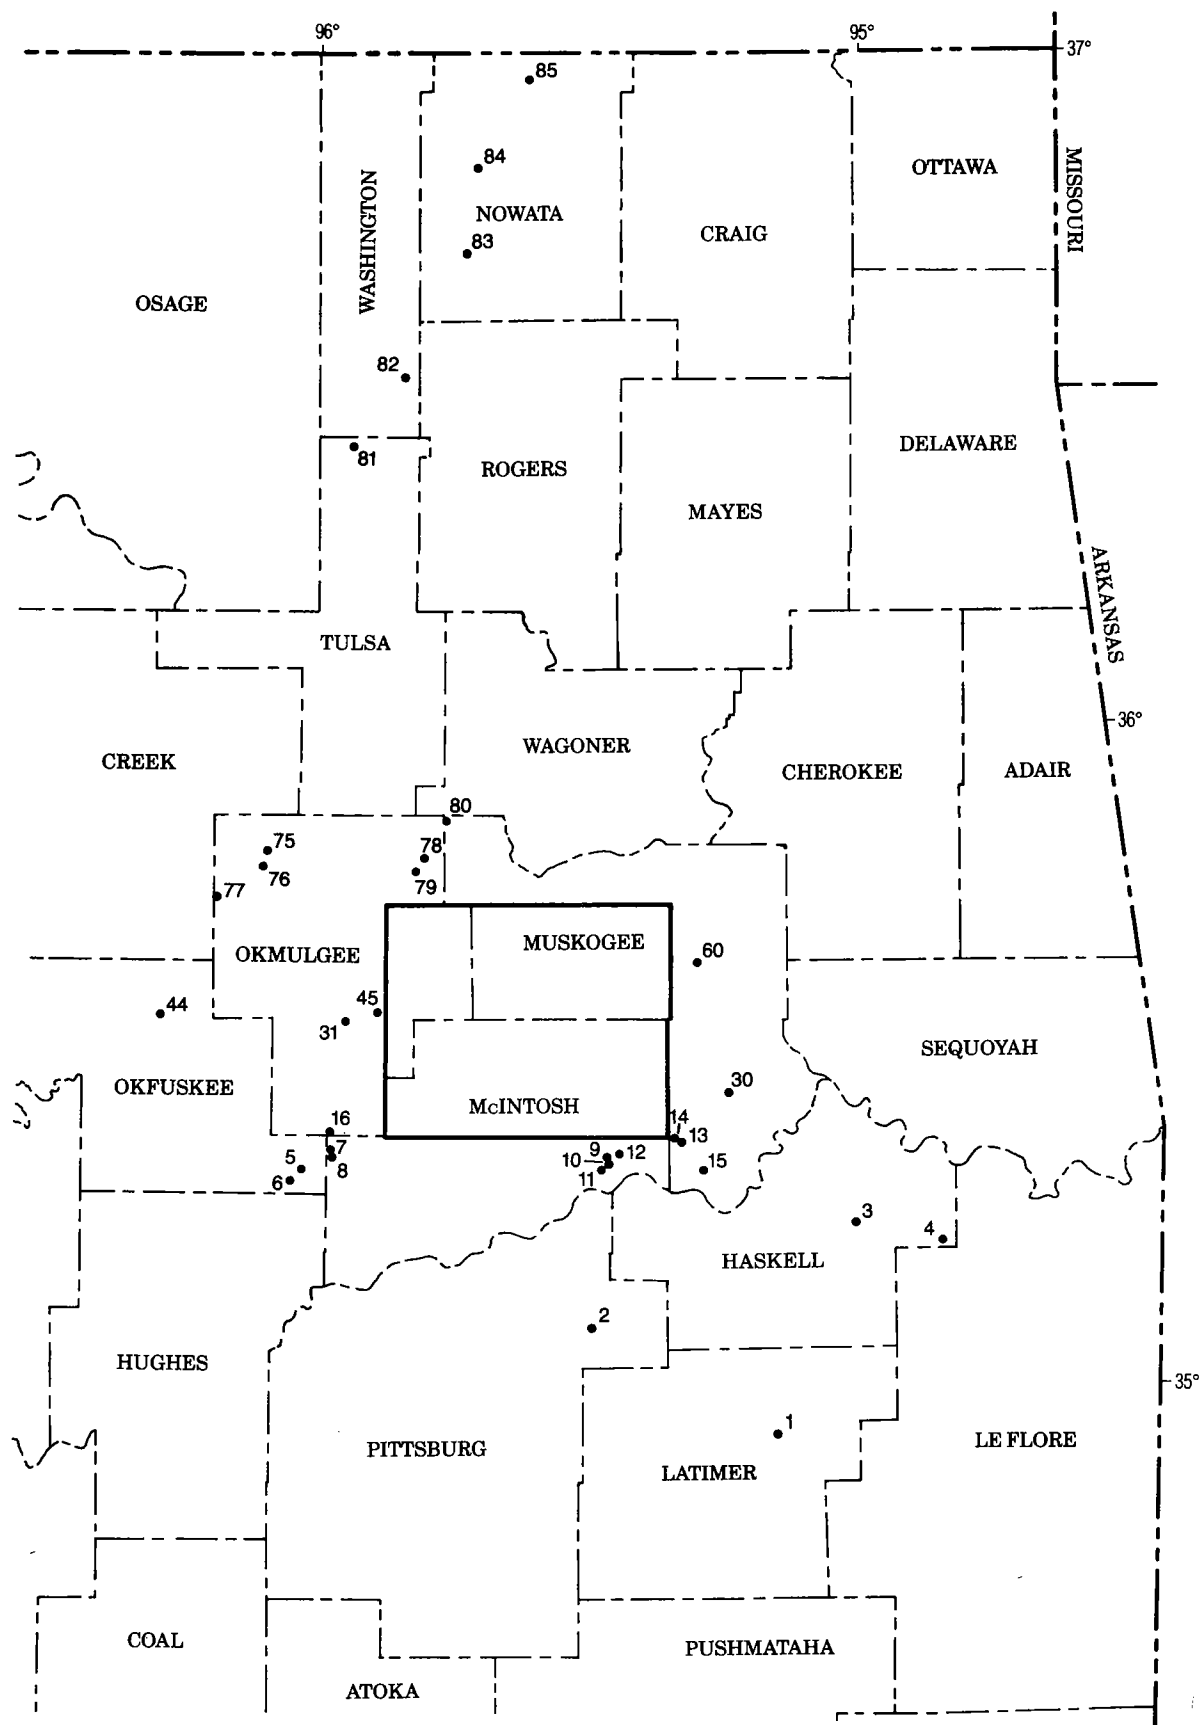 96°
95°
37°
85
84
MISSOURI
OTTAWA
WASHINGTON
NOWATA
CRAIG
83
OSAGE
82
81
DELAWARE
ROGERS
MAYES
ARKANSAS
TULSA
36°
WAGONER
CREEK
CHEROKEE
ADAIR
80
75
78
76
79
77
MUSKOGEE
OKMULGEE
60
44
45
31
SEQUOYAH
OKFUSKEE
30
McINTOSH
16
14
13
7
9
12
5
8
10
15
6
11
3
4
HASKELL
2
HUGHES
35°
1
PITTSBURG
LE FLORE
LATIMER
COAL
PUSHMATAHA
ATOKA